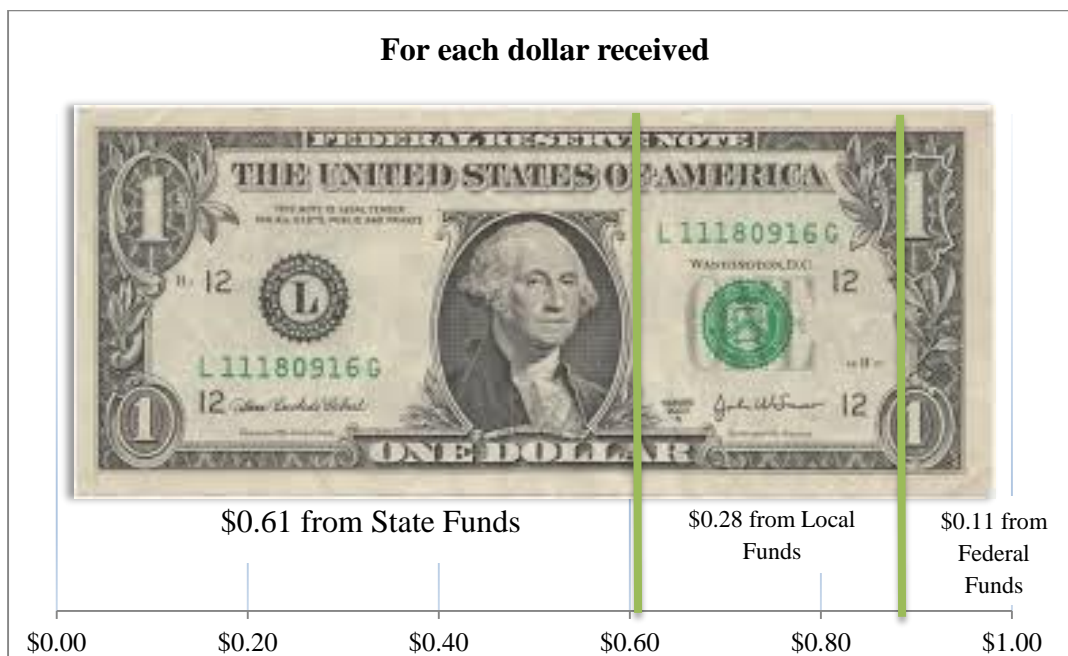 For each dollar received
FEDERAL RESERVE NOTE
THE UNITED STATES OF AMERICA
1
1
L 11180916 G
WASHINGTON, D.C.
12
12
L
L 11180916 G
12
12
1
1
ONE DOLLAR
$0.61 from State Funds
$0.28 from Local
Funds
$0.11 from
Federal
Funds
$0.00 $0.20 $0.40 $0.60 $0.80 $1.00